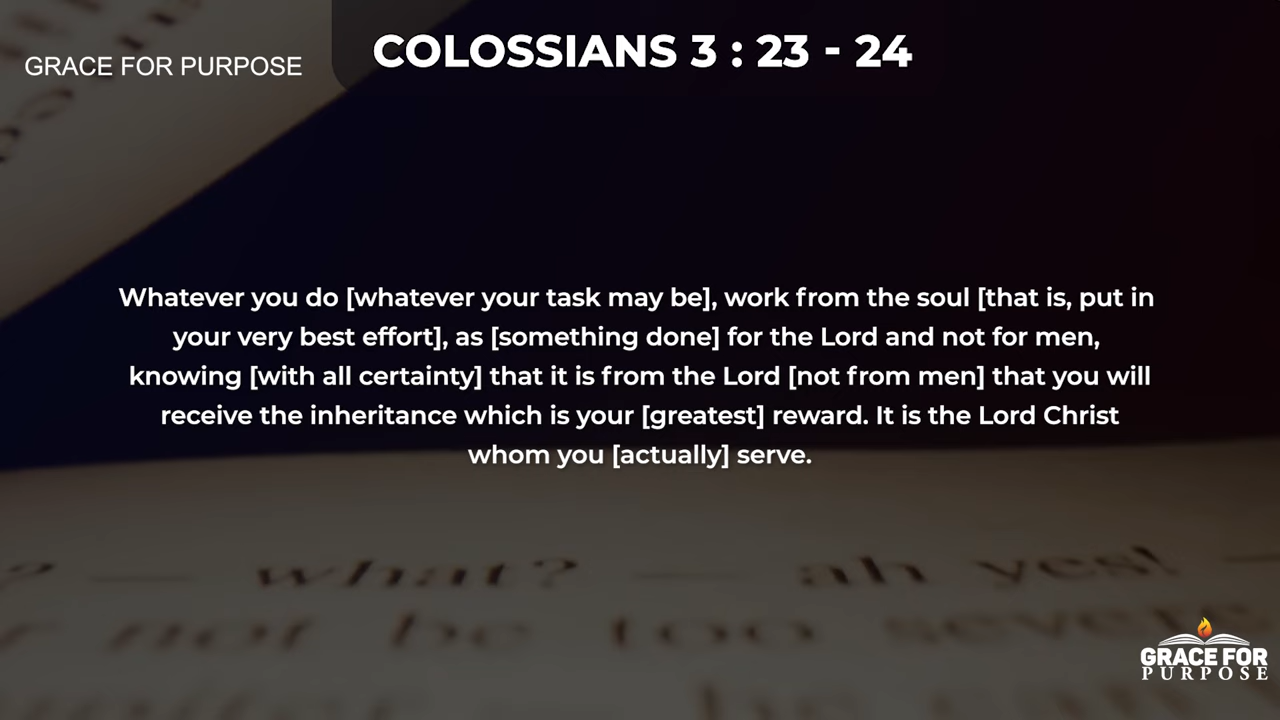 GRACE FOR PURPOSE
COLOSSIANS 3 : 23 - 24
Whatever you do [whatever your task may be], work from the soul [that is, put in
your very best effort], as [something done] for the Lord and not for men,
knowing [with all certainty] that it is from the Lord [not from men] that you will
receive the inheritance which is your [greatest] reward. It is the Lord Christ
whom you [actually] serve.
? — what? — ah yes! —
not be too severe
GRACE FOR
PURPOSE